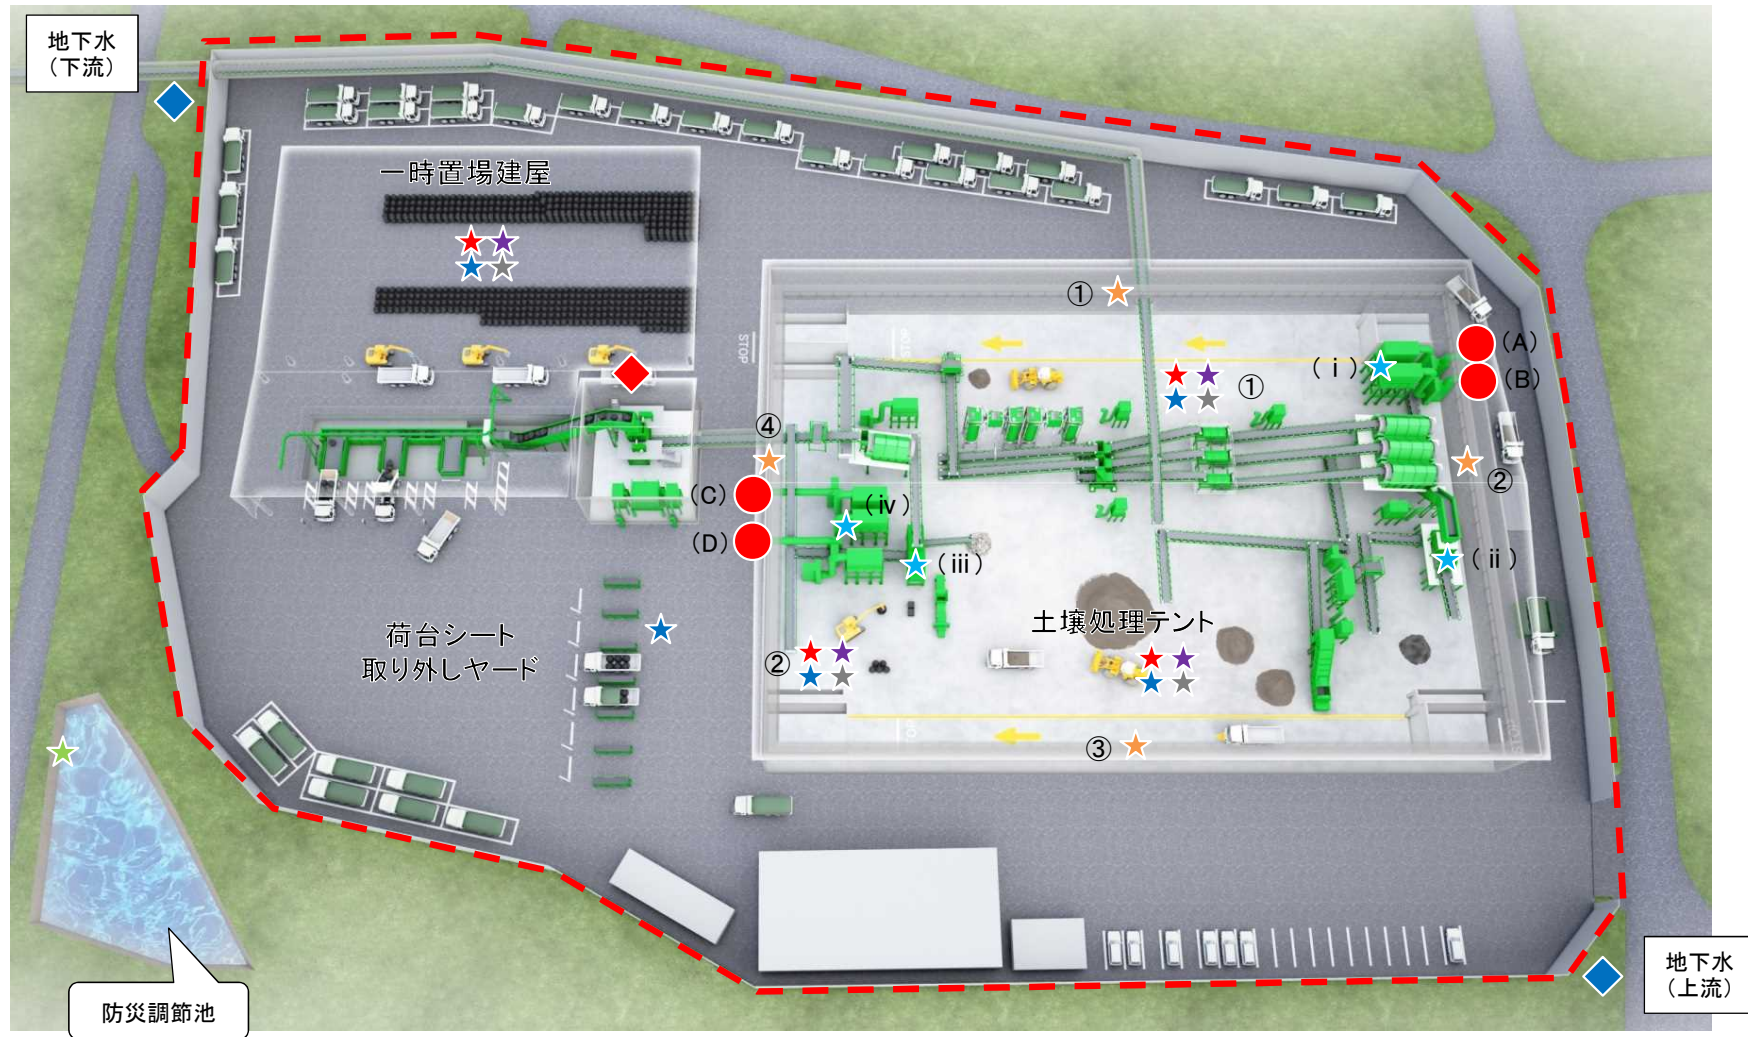 地下水
（下流）
一時置場建屋
STOP
STOP
①
(A)
(ⅰ)
(B)
①
④
②
(C)
(ⅳ)
(D)
(ⅲ)
(ⅱ)
荷台シート
取り外しヤード
土壌処理テント
②
③
地下水
（上流）
防災調節池